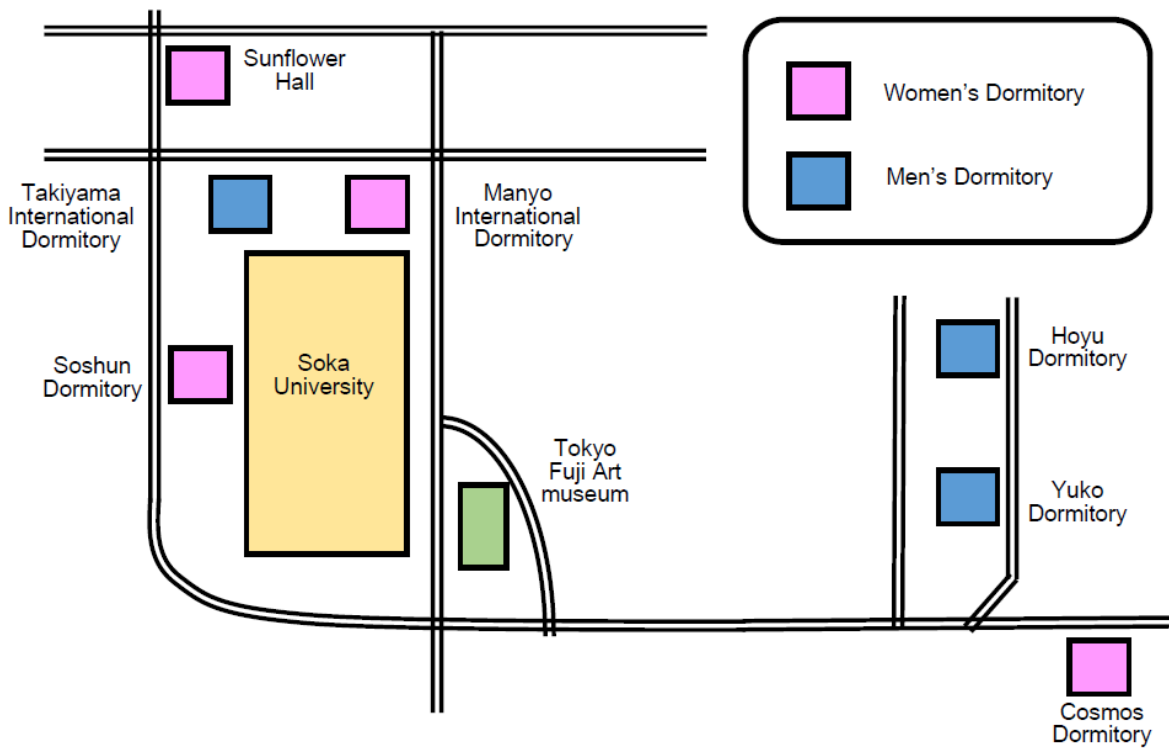 Sunflower
Hall
Women's Dormitory
Men's Dormitory
Takiyama
International
Dormitory
Manyo
International
Dormitory
Soshun
Dormitory
Soka
University
Hoyu
Dormitory
Tokyo
Fuji Art
museum
Yuko
Dormitory
Cosmos
Dormitory